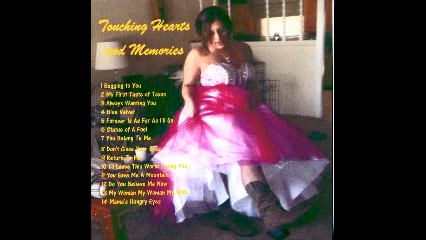 Touching Hearts
and Memories
1 Begging to You
2 My First Taste of Texas
3 Always Wanting You
4 Blue Velvet
5 Forever Is As Far As I'll Go
6 Status of A Fool
7 You Belong To Me
8 Don't Close Your Eyes
9 Return To Me
10 I'd Leave This World Loving You
11 You Gave Me A Mountain
12 Do You Believe Me Now
13 My Woman My Woman My Wife
14 Mama's Hungry Eyes